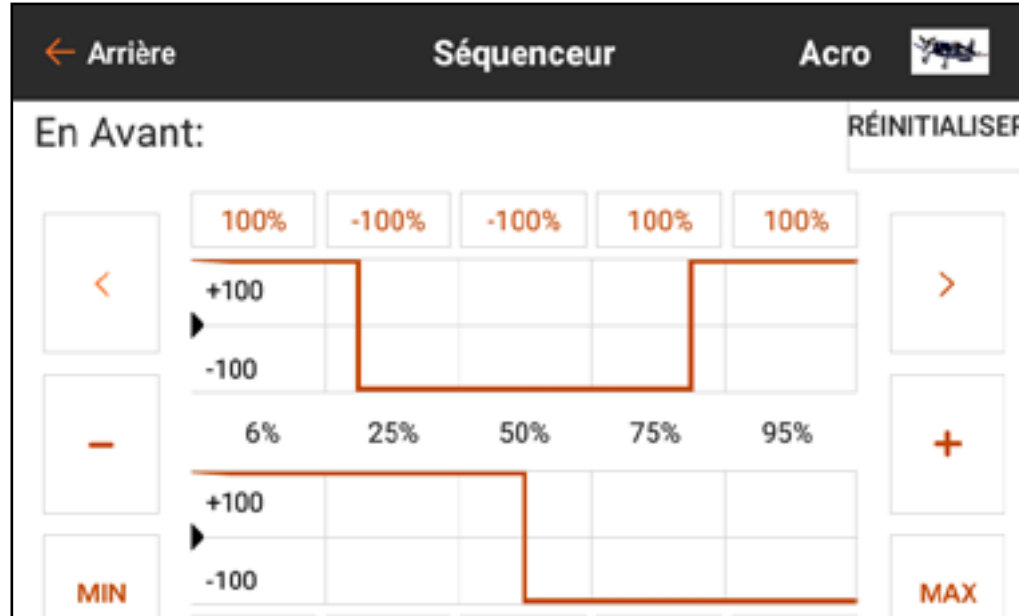 ← Arrière Séquenceur Acro
En Avant: RÉINITIALISER
100% -100% -100% 100% 100%
< +100 >
-100
− 6% 25% 50% 75% 95% +
+100
MIN -100 MAX